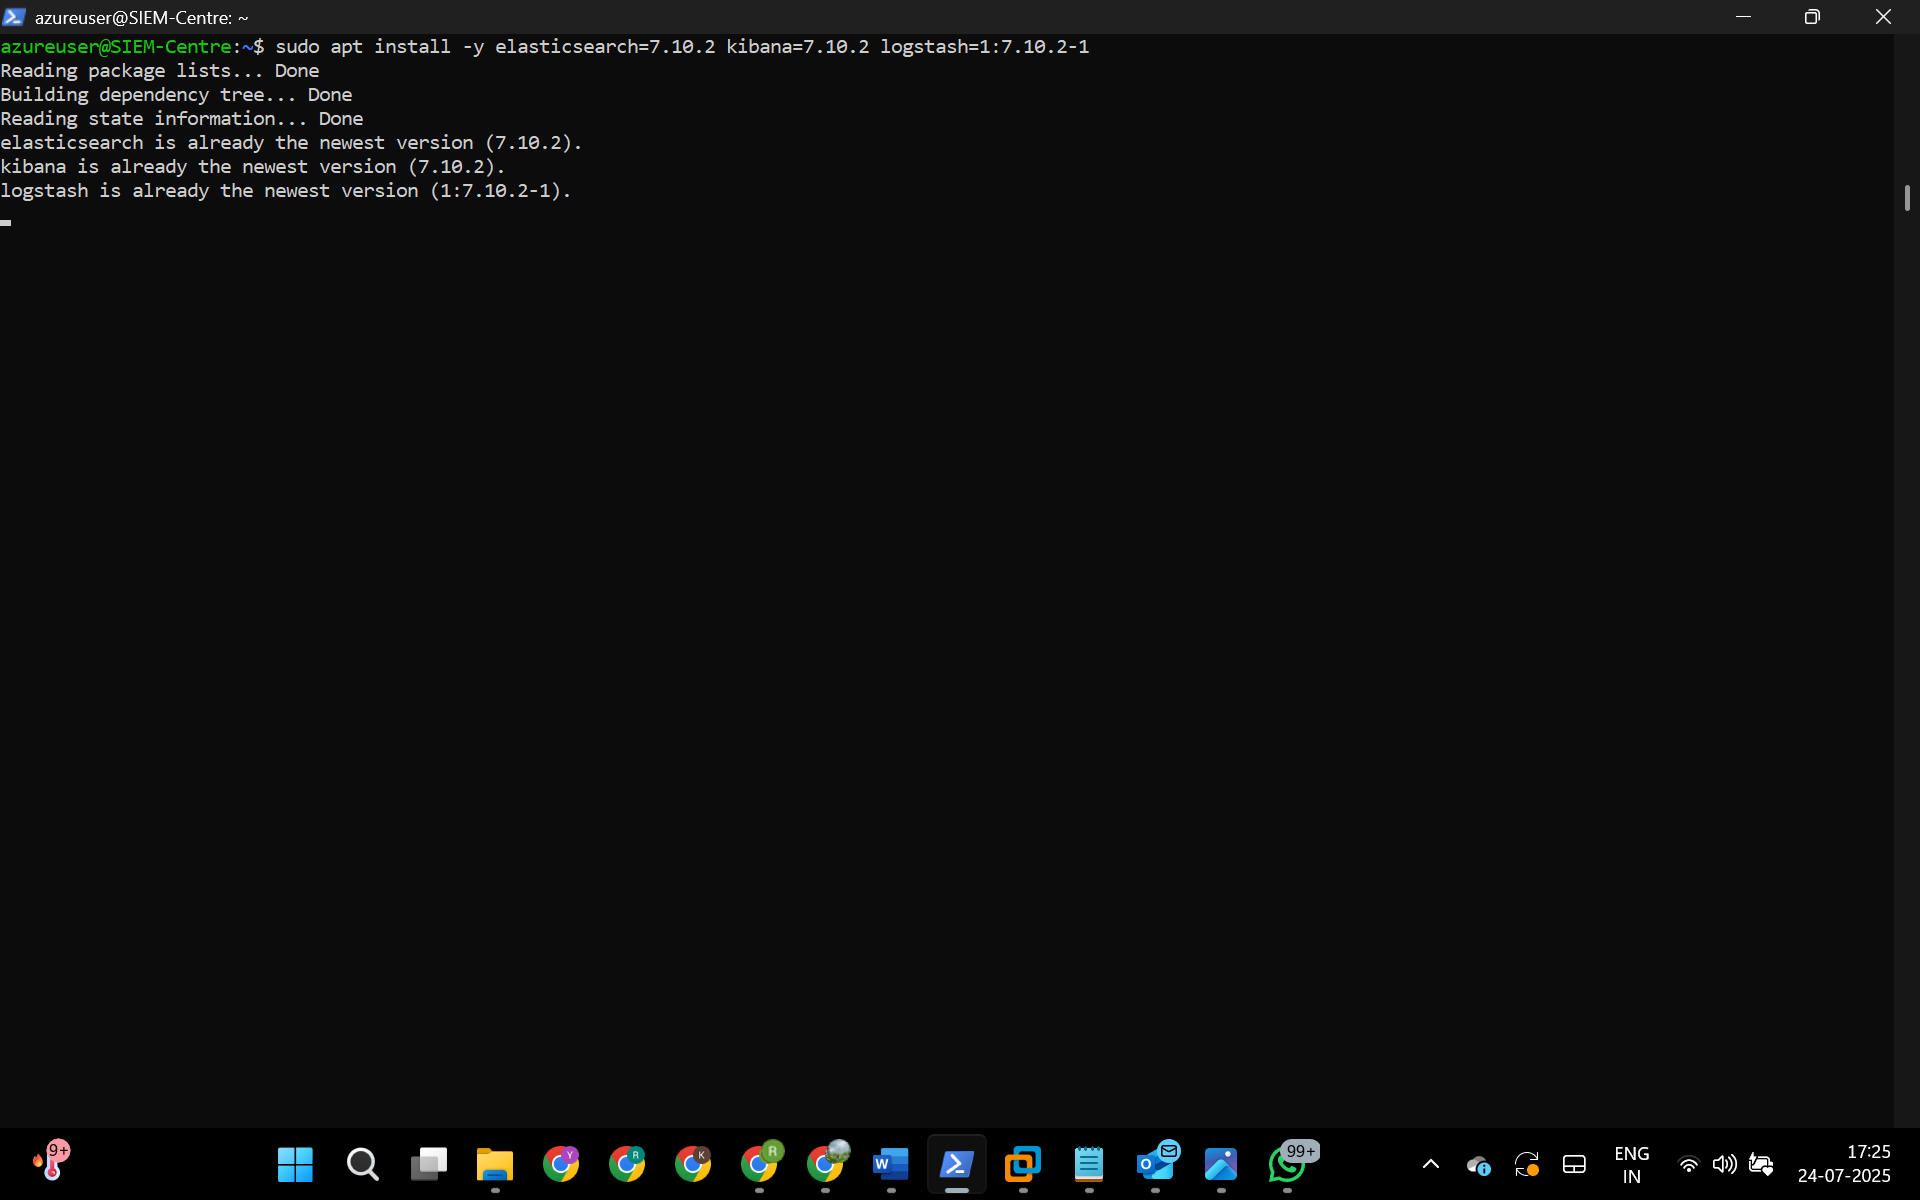 azureuser@SIEM-Centre: ~
azureuser@SIEM-Centre:~$ sudo apt install -y elasticsearch=7.10.2 kibana=7.10.2 logstash=1:7.10.2-1
Reading package lists... Done
Building dependency tree... Done
Reading state information... Done
elasticsearch is already the newest version (7.10.2).
kibana is already the newest version (7.10.2).
logstash is already the newest version (1:7.10.2-1).
9+
Y
R
K
R
W
O
99+
ENG
IN
17:25
24-07-2025